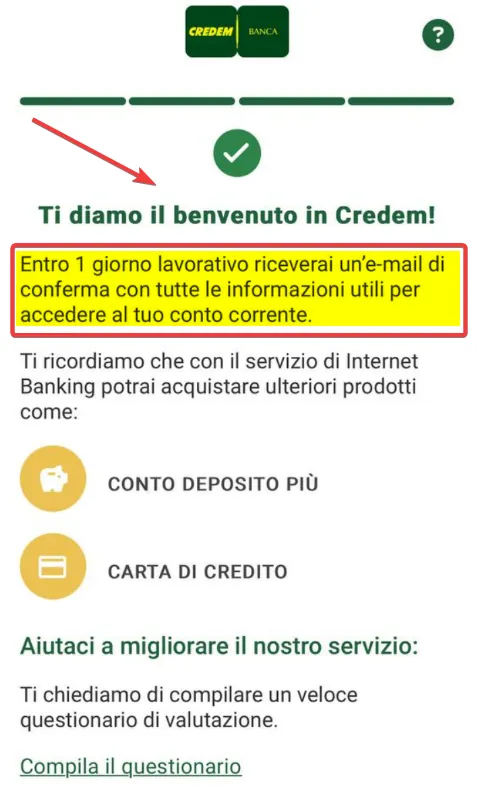 CREDEM BANCA
?
Ti diamo il benvenuto in Credem!
Entro 1 giorno lavorativo riceverai un'e-mail di
conferma con tutte le informazioni utili per
accedere al tuo conto corrente.
Ti ricordiamo che con il servizio di Internet
Banking potrai acquistare ulteriori prodotti
come:
CONTO DEPOSITO PIÙ
CARTA DI CREDITO
Aiutaci a migliorare il nostro servizio:
Ti chiediamo di compilare un veloce
questionario di valutazione.
Compila il questionario